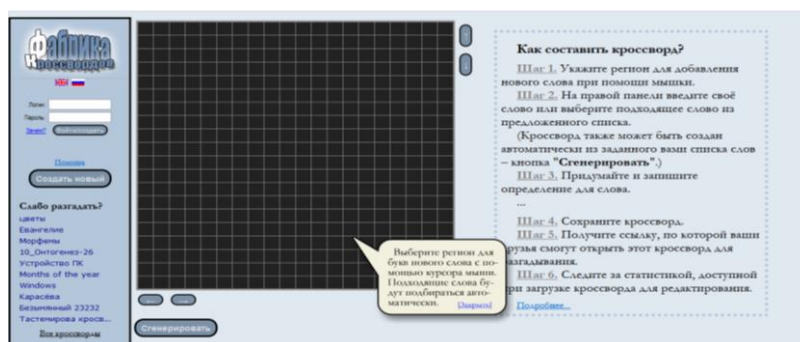 Фабрика
Кроссвордов
Логин:
Пароль:
Зачем?
Войти/создать
Помощь
Создать новый
Слабо разгадать?
цветы
Евангелие
Морфемы
10_Онтогенез-26
Устройство ПК
Months of the year
Windows
Карасёва
Безымянный 23232
Тастемирова кросв...
Все кроссворды
Выберите регион для
букв нового слова с по-
мощью курсора мыши.
Подходящие слова бу-
дут подбираться авто-
матически.
[Закрыть]
Сгенерировать
Как составить кроссворд?
Шаг 1. Укажите регион для добавления
нового слова при помощи мышки.
Шаг 2. На правой панели введите своё
слово или выберите подходящее слово из
предложенного списка.
(Кроссворд также может быть создан
автоматически из заданного вами списка слов
– кнопка "Сгенерировать".)
Шаг 3. Придумайте и запишите
определение для слова.
...
Шаг 4. Сохраните кроссворд.
Шаг 5. Получите ссылку, по которой ваши
друзья смогут открыть этот кроссворд для
разгадывания.
Шаг 6. Следите за статистикой, доступной
при загрузке кроссворда для редактирования.
Подробнее...